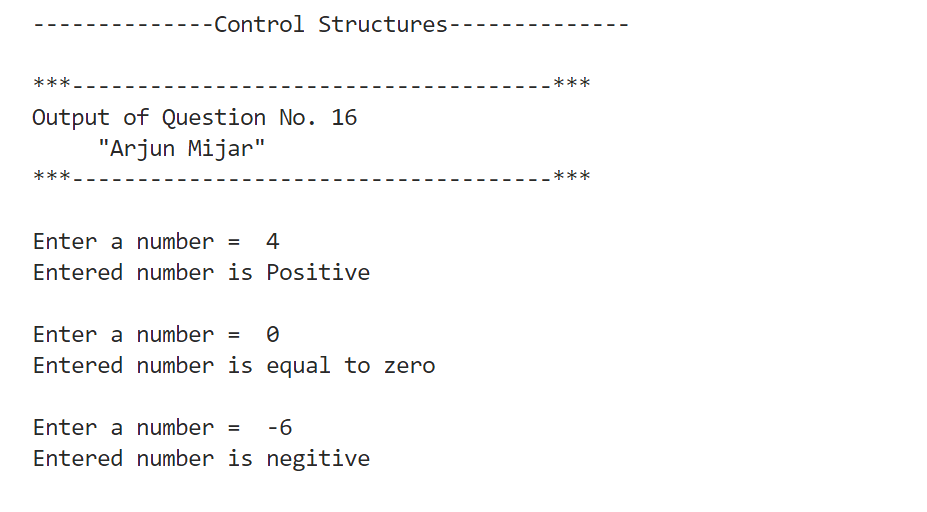 --------------Control Structures--------------
***-------------------------------------***
Output of Question No. 16
"Arjun Mijar"
***-------------------------------------***
Enter a number =  4
Entered number is Positive
Enter a number =  0
Entered number is equal to zero
Enter a number =  -6
Entered number is negitive